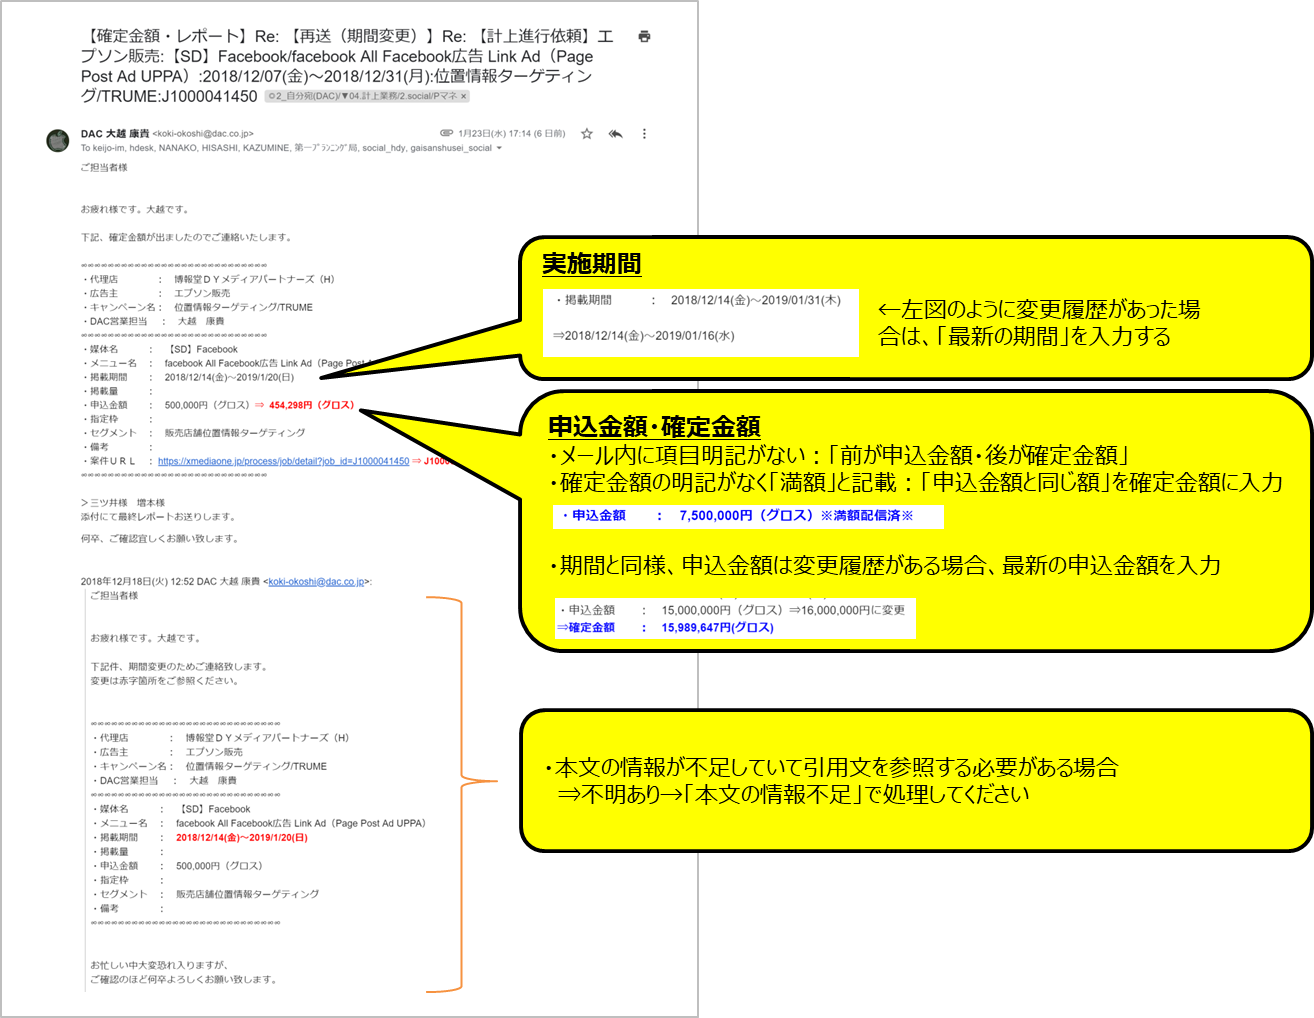 【確定金額・レポート】Re: 【再送（期間変更）】Re: 【計上進行依頼】エ
プソン販売:【SD】Facebook/facebook All Facebook広告 Link Ad（Page
Post Ad UPPA）:2018/12/07(金)～2018/12/31(月):位置情報ターゲティン
グ/TRUME:J1000041450
2_自分宛(DAC)/▼04.計上業務/2.social/Pマネ ×
DAC 大越 康貴 <koki-okoshi@dac.co.jp>
1月23日(水) 17:14 (6 日前)
To keijo-im, hdesk, NANAKO, HISASHI, KAZUMINE, 第一ﾌﾟﾗﾝﾆﾝｸﾞ局, social_hdy, gaisanshusei_social
ご担当者様
お疲れ様です。大越です。
下記、確定金額が出ましたのでご連絡いたします。
∞∞∞∞∞∞∞∞∞∞∞∞∞∞∞∞∞∞∞∞∞∞∞∞∞∞∞
・代理店　　　： 博報堂ＤＹメディアパートナーズ（H）
・広告主　　　： エプソン販売
・キャンペーン名： 位置情報ターゲティング/TRUME
・DAC営業担当　： 大越　康貴
∞∞∞∞∞∞∞∞∞∞∞∞∞∞∞∞∞∞∞∞∞∞∞∞∞∞∞
・媒体名　　： 【SD】Facebook
・メニュー名　： facebook All Facebook広告 Link Ad（Page Post A
・掲載期間　　： 2018/12/14(金)～2019/1/20(日)
・掲載量　　：
・申込金額　　： 500,000円（グロス）⇒ 454,298円（グロス）
・指定枠　　：
・セグメント　： 販売店舗位置情報ターゲティング
・備考　　　：
・案件ＵＲＬ　： https://xmediaone.jp/process/job/detail?job_id=J1000041450 ⇒ J100
∞∞∞∞∞∞∞∞∞∞∞∞∞∞∞∞∞∞∞∞∞∞∞∞∞∞∞
＞三ツ井様　増本様
添付にて最終レポートお送りします。
何卒、ご確認宜しくお願い致します。
2018年12月18日(火) 12:52 DAC 大越 康貴 <koki-okoshi@dac.co.jp>:
ご担当者様
お疲れ様です。大越です。
下記件、期間変更のためご連絡致します。
変更は赤字箇所をご参照ください。
∞∞∞∞∞∞∞∞∞∞∞∞∞∞∞∞∞∞∞∞∞∞∞∞∞∞∞
・代理店　　　： 博報堂ＤＹメディアパートナーズ（H）
・広告主　　　： エプソン販売
・キャンペーン名： 位置情報ターゲティング/TRUME
・DAC営業担当　： 大越　康貴
∞∞∞∞∞∞∞∞∞∞∞∞∞∞∞∞∞∞∞∞∞∞∞∞∞∞∞
・媒体名　　： 【SD】Facebook
・メニュー名　： facebook All Facebook広告 Link Ad（Page Post Ad UPPA）
・掲載期間　　： 2018/12/14(金)～2019/1/20(日)
・掲載量　　：
・申込金額　　： 500,000円（グロス）
・指定枠　　：
・セグメント　： 販売店舗位置情報ターゲティング
・備考　　　：
∞∞∞∞∞∞∞∞∞∞∞∞∞∞∞∞∞∞∞∞∞∞∞∞∞∞∞
お忙しい中大変恐れ入りますが、
ご確認のほど何卒よろしくお願い致します。
実施期間
・掲載期間　　： 2018/12/14(金)～2019/01/31(木)
⇒2018/12/14(金)～2019/01/16(水)
←左図のように変更履歴があった場
合は、「最新の期間」を入力する
申込金額・確定金額
・メール内に項目明記がない：「前が申込金額・後が確定金額」
・確定金額の明記がなく「満額」と記載：「申込金額と同じ額」を確定金額に入力
・申込金額　　： 7,500,000円（グロス）※満額配信済※
・期間と同様、申込金額は変更履歴がある場合、最新の申込金額を入力
・申込金額　　： 15,000,000円（グロス）⇒16,000,000円に変更
⇒確定金額　　： 15,989,647円(グロス)
・本文の情報が不足していて引用文を参照する必要がある場合
⇒不明あり→「本文の情報不足」で処理してください